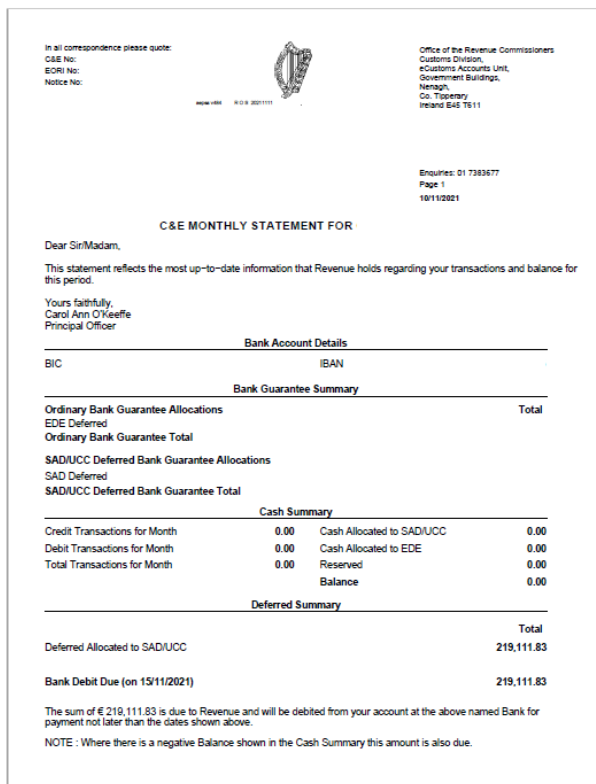 In all correspondence please quote:
C&E No:
EORI No:
Notice No:
Office of the Revenue Commissioners
Customs Division,
eCustoms Accounts Unit,
Government Buildings,
Nenagh,
Co. Tipperary
Ireland E45 T611
20211111
Enquiries: 01 7383677
Page 1
10/11/2021
C&E MONTHLY STATEMENT FOR
Dear Sir/Madam,
This statement reflects the most up-to-date information that Revenue holds regarding your transactions and balance for
this period.
Yours faithfully,
Carol Ann O'Keeffe
Principal Officer
Bank Account Details
BIC IBAN
Bank Guarantee Summary
Ordinary Bank Guarantee Allocations Total
EDE Deferred
Ordinary Bank Guarantee Total
SAD/UCC Deferred Bank Guarantee Allocations
SAD Deferred
SAD/UCC Deferred Bank Guarantee Total
Cash Summary
Credit Transactions for Month 0.00 Cash Allocated to SAD/UCC 0.00
Debit Transactions for Month 0.00 Cash Allocated to EDE 0.00
Total Transactions for Month 0.00 Reserved 0.00
Balance 0.00
Deferred Summary
Total
Deferred Allocated to SAD/UCC 219,111.83
Bank Debit Due (on 15/11/2021) 219,111.83
The sum of € 219,111.83 is due to Revenue and will be debited from your account at the above named Bank for
payment not later than the dates shown above.
NOTE : Where there is a negative Balance shown in the Cash Summary this amount is also due.